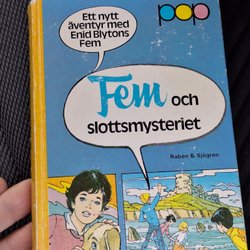 Ett nytt
äventyr med
Enid Blytons
Fem
pop
Fem och
slottsmysteriet
Rabén & Sjögren